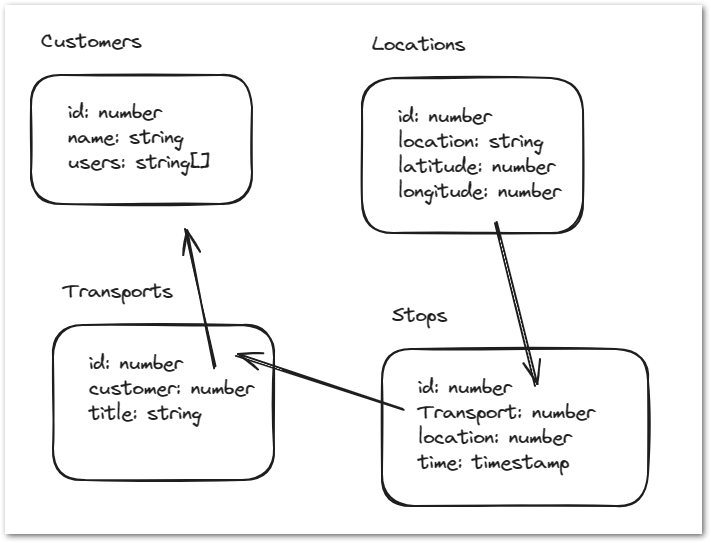 Customers
id: number
name: string
users: string[]
Locations
id: number
location: string
latitude: number
longitude: number
Transports
id: number
customer: number
title: string
Stops
id: number
Transport: number
location: number
time: timestamp